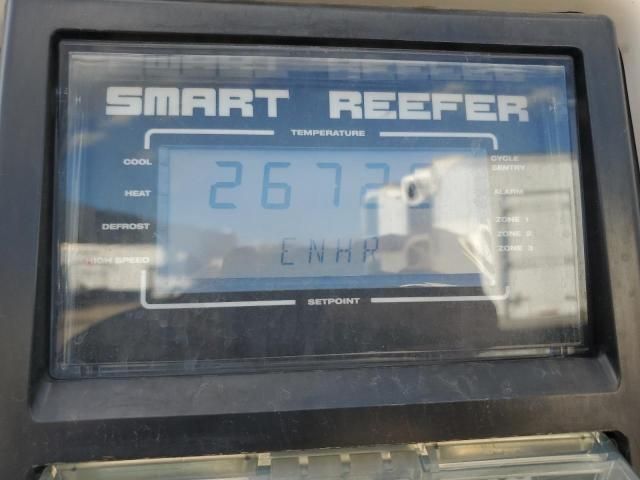 SMART REEFER
TEMPERATURE
COOL
HEAT
DEFROST
HIGH SPEED
CYCLE
SENTRY
ALARM
ZONE 1
ZONE 2
ZONE 3
ENHR
SETPOINT